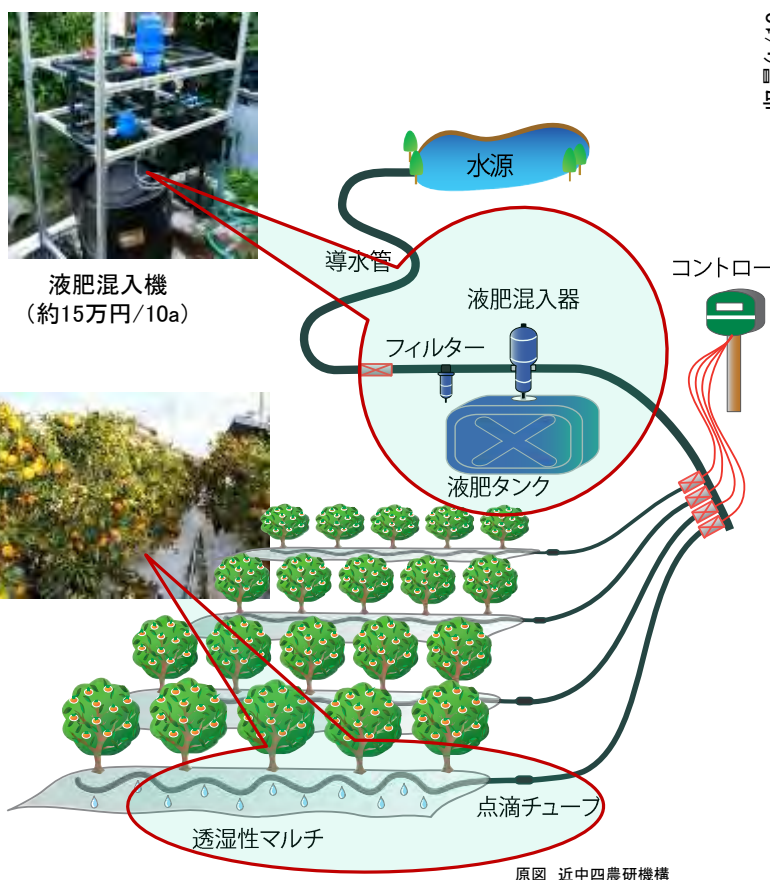 水源
導水管
液肥混入機
(約15万円/10a)
コントロー
液肥混入器
フィルター
液肥タンク
点滴チューブ
透湿性マルチ
原図 近中四農研機構